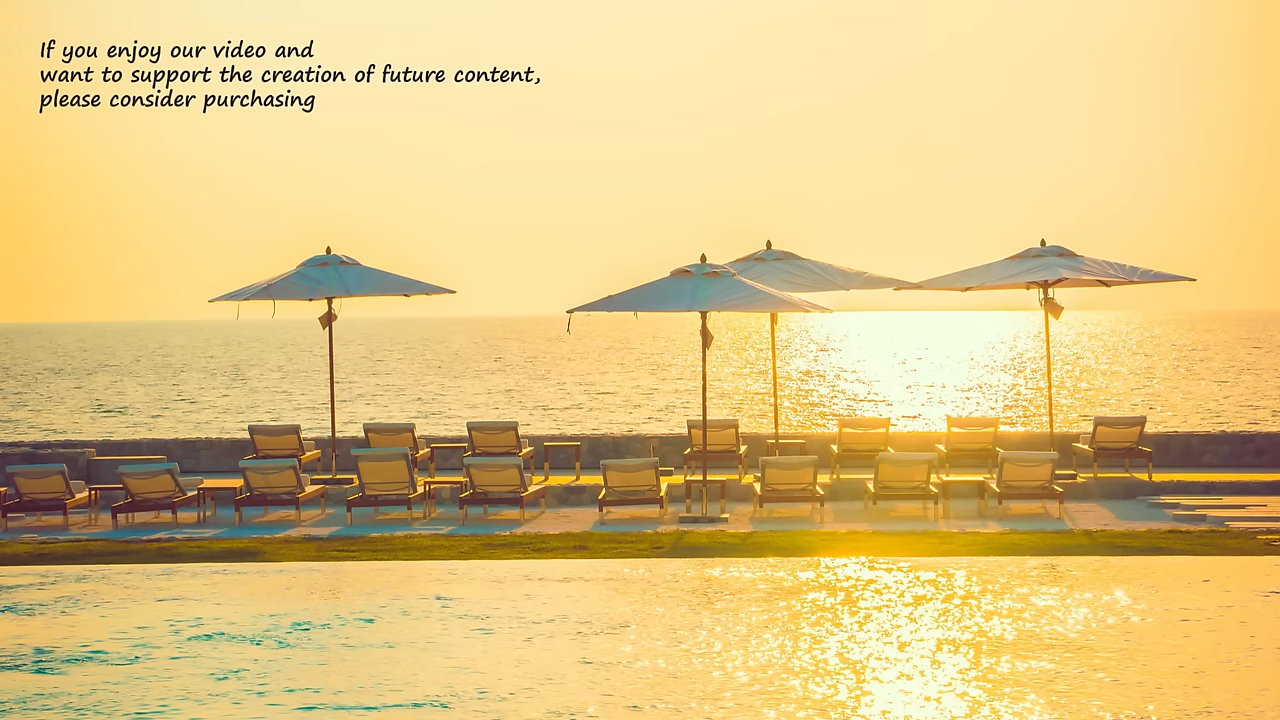 If you enjoy our video and
want to support the creation of future content,
please consider purchasing